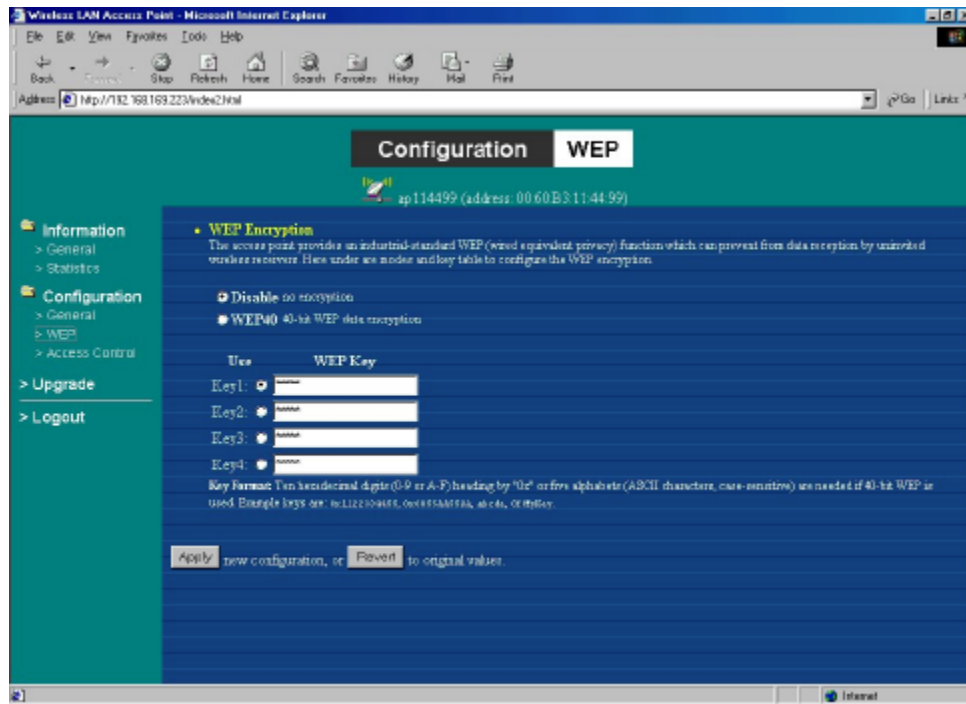 Wireless LAN Access Point - Microsoft Internet Explorer
File Edit View Favorites Tools Help
Back Forward Stop Refresh Home Search Favorites History Mail Print
Address http://192.168.169.223/index2.html Go Links
Configuration WEP
ap114499 (address: 00:60:B3:11:44:99)
Information
> General
> Statistics
Configuration
> General
> WEP
> Access Control
> Upgrade
> Logout
WEP Encryption
The access point provides an industrial-standard WEP (wired equivalent privacy) function which can prevent from data reception by uninvited
wireless receivers. Here under are modes and key table to configure the WEP encryption.
Disable no encryption
WEP40 40-bit WEP data encryption
Use WEP Key
Key1: *****
Key2: *****
Key3: *****
Key4: *****
Key Format: Ten hexadecimal digits (0-9 or A-F) heading by "0x" or five alphabets (ASCII characters, case-sensitive) are needed if 40-bit WEP is
used. Example keys are: abcde, or MyKey.
Apply new configuration, or Revert to original values.
Internet